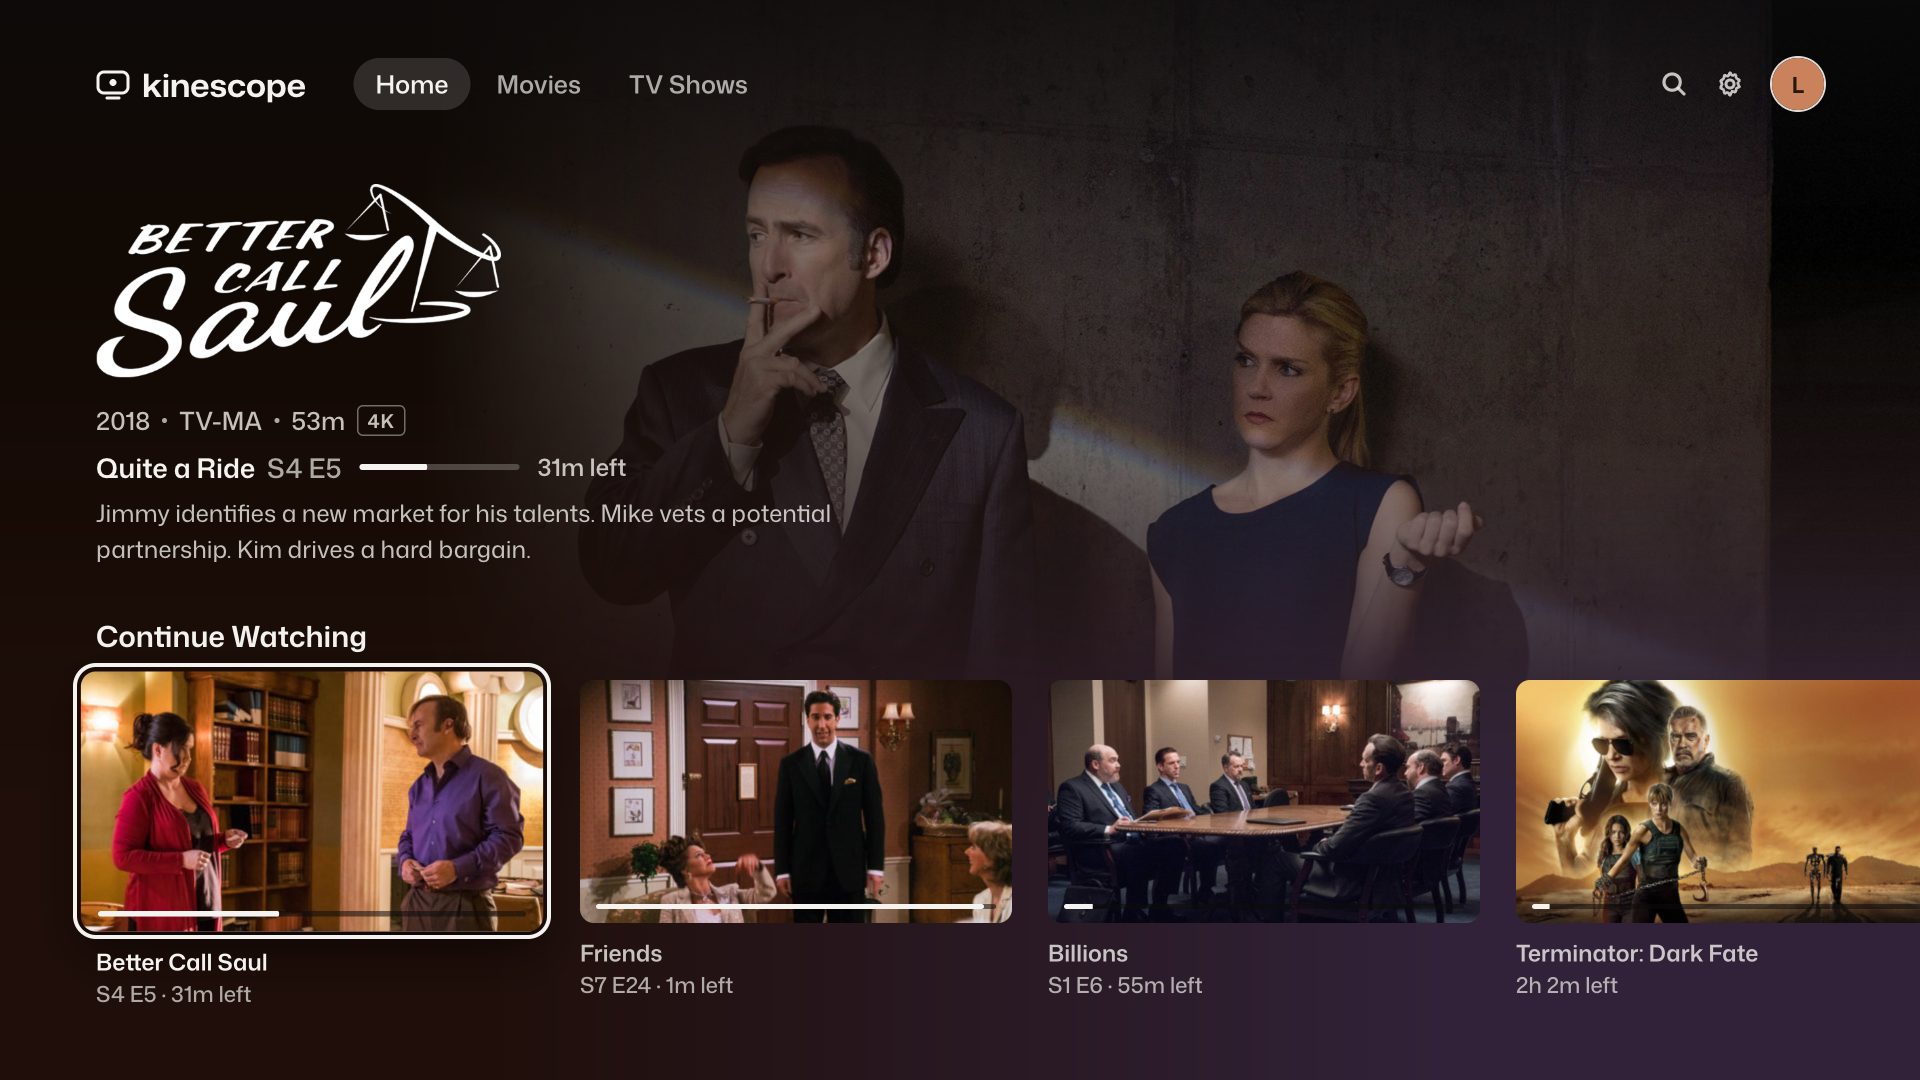 kinescope
Home
Movies
TV Shows
L
BETTER
CALL
Saul
2018 • TV-MA • 53m 4K
Quite a Ride S4 E5 31m left
Jimmy identifies a new market for his talents. Mike vets a potential
partnership. Kim drives a hard bargain.
Continue Watching
Better Call Saul
S4 E5 · 31m left
Friends
S7 E24 · 1m left
Billions
S1 E6 · 55m left
Terminator: Dark Fate
2h 2m left